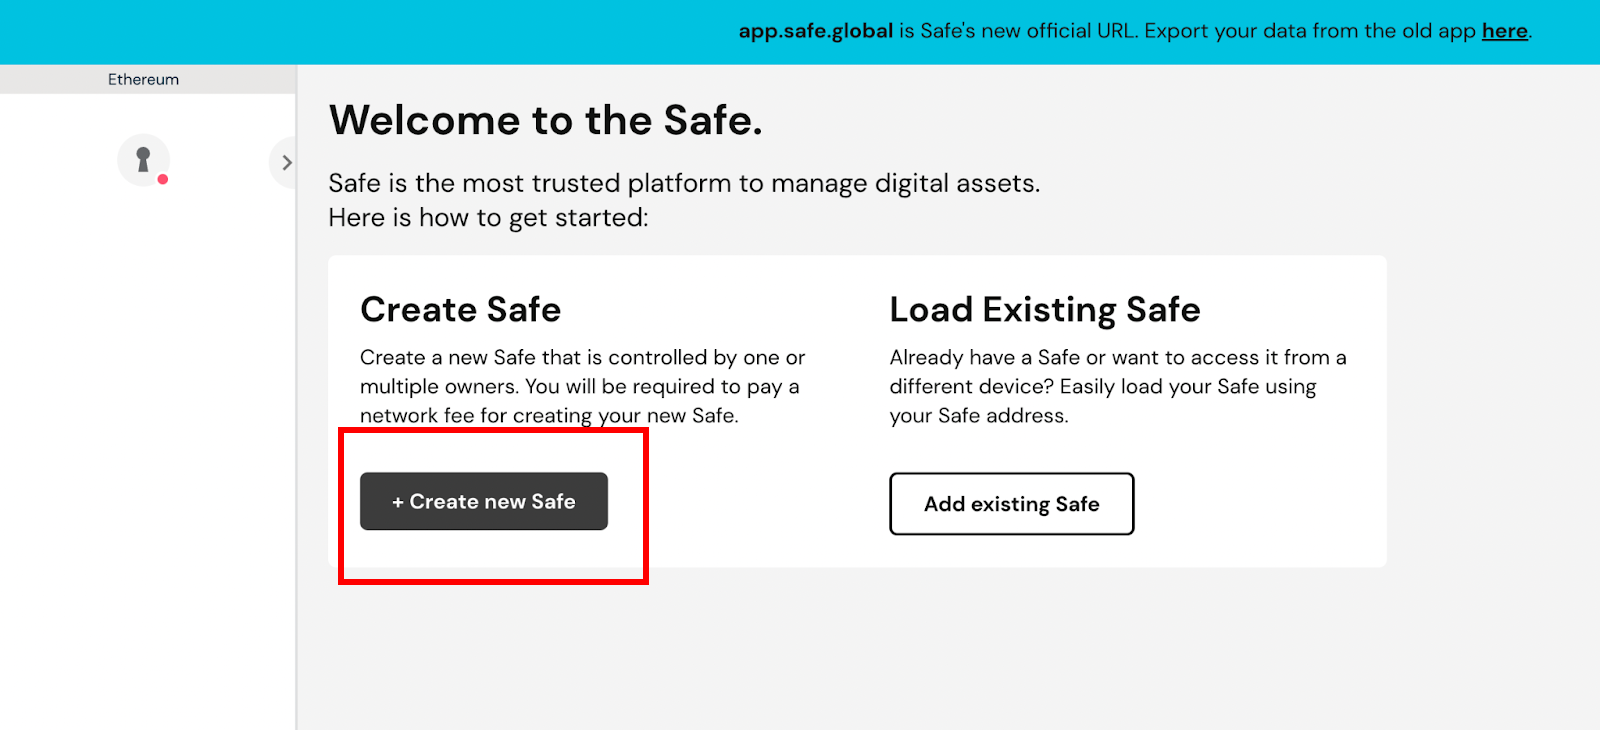 app.safe.global is Safe's new official URL. Export your data from the old app here.
Ethereum
Welcome to the Safe.
Safe is the most trusted platform to manage digital assets.
Here is how to get started:
Create Safe
Create a new Safe that is controlled by one or
multiple owners. You will be required to pay a
network fee for creating your new Safe.
+ Create new Safe
Load Existing Safe
Already have a Safe or want to access it from a
different device? Easily load your Safe using
your Safe address.
Add existing Safe